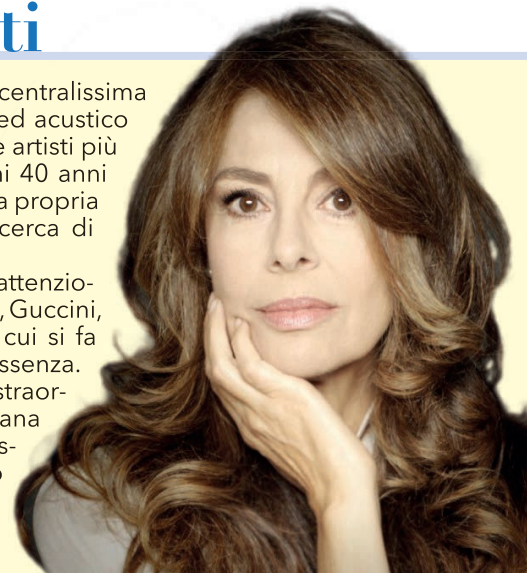 ti
centralissima
ed acustico
e artisti più
ni 40 anni
a propria
cerca di
attenzio-
, Guccini,
cui si fa
ssenza.
straor-
ana
s-